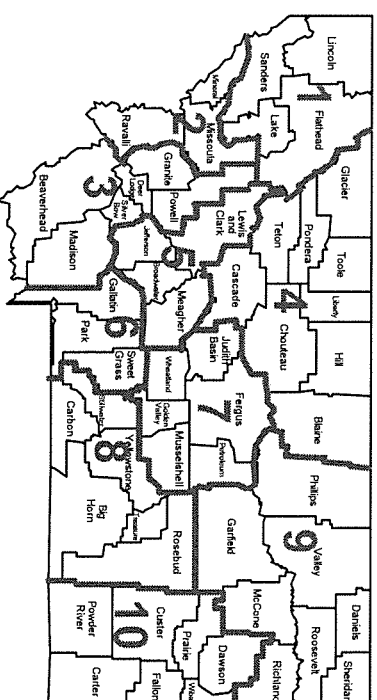 Lincoln
Flathead
Glacier
Toole
Liberty
Hill
Blaine
Phillips
Valley
Daniels
Sheridan
Roosevelt
Richland
Sanders
Lake
Pondera
Teton
Chouteau
Mineral
Missoula
Powell
Lewis
and
Clark
Cascade
Judith
Basin
Fergus
Petroleum
Garfield
McCone
Dawson
Prairie
Ravalli
Granite
Deer
Lodge
Silver
Bow
Jefferson
Broadwater
Meagher
Wheatland
Golden
Valley
Musselshell
Rosebud
Treasure
Custer
Fallon
Beaverhead
Madison
Gallatin
Park
Sweet
Grass
Stillwater
Yellowstone
Carbon
Big
Horn
Powder
River
Carter
1
2
3
4
5
6
7
8
9
10